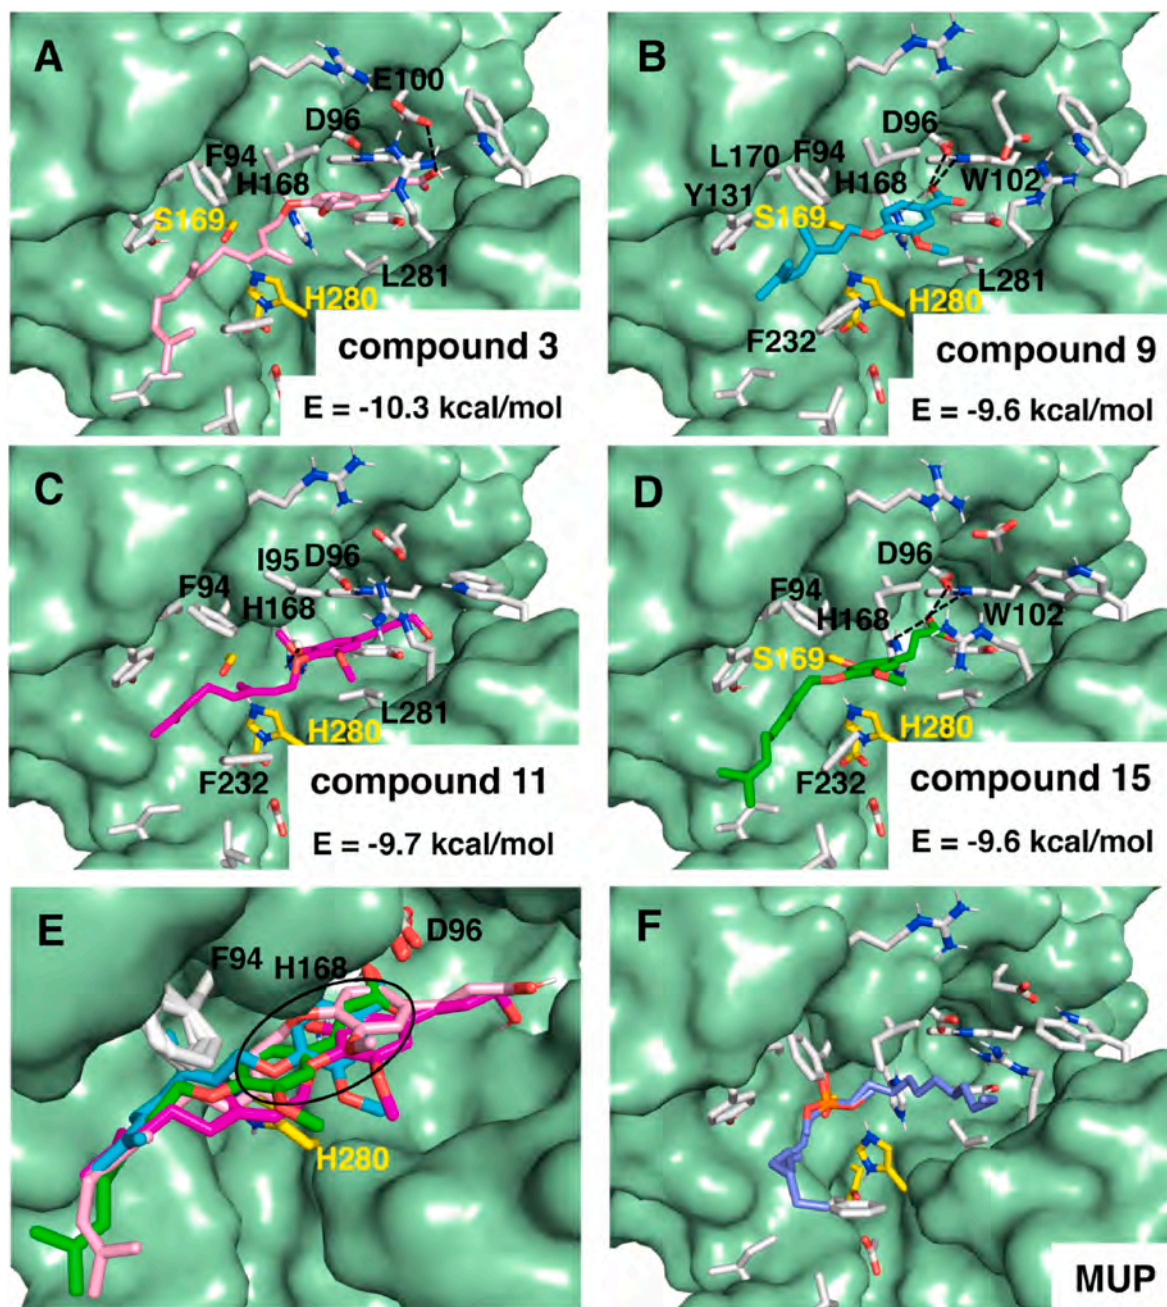 A
E100
D96
F94
H168
S169
L281
H280
compound 3
E = -10.3 kcal/mol
B
D96
L170
F94
H168
W102
Y131
S169
L281
H280
F232
compound 9
E = -9.6 kcal/mol
C
I95
D96
F94
H168
L281
H280
F232
compound 11
E = -9.7 kcal/mol
D
D96
F94
H168
W102
S169
H280
F232
compound 15
E = -9.6 kcal/mol
E
D96
F94
H168
H280
F
MUP